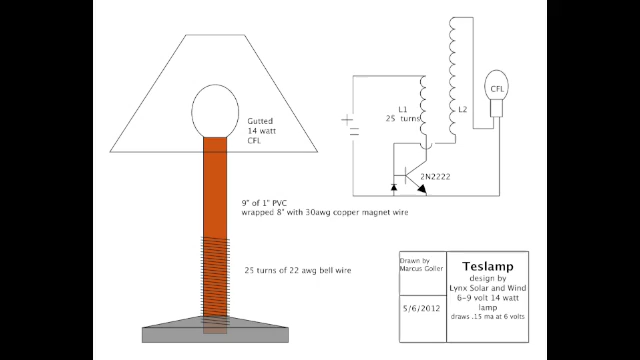 Gutted
14 watt
CFL
9" of 1" PVC
wrapped 8" with 30awg copper magnet wire
25 turns of 22 awg bell wire
L1
25 turns
L2
CFL
2N2222
Drawn by
Marcus Goller
5/6/2012
Teslamp
design by
Lynx Solar and Wind
6-9 volt 14 watt
lamp
draws .15 ma at 6 volts